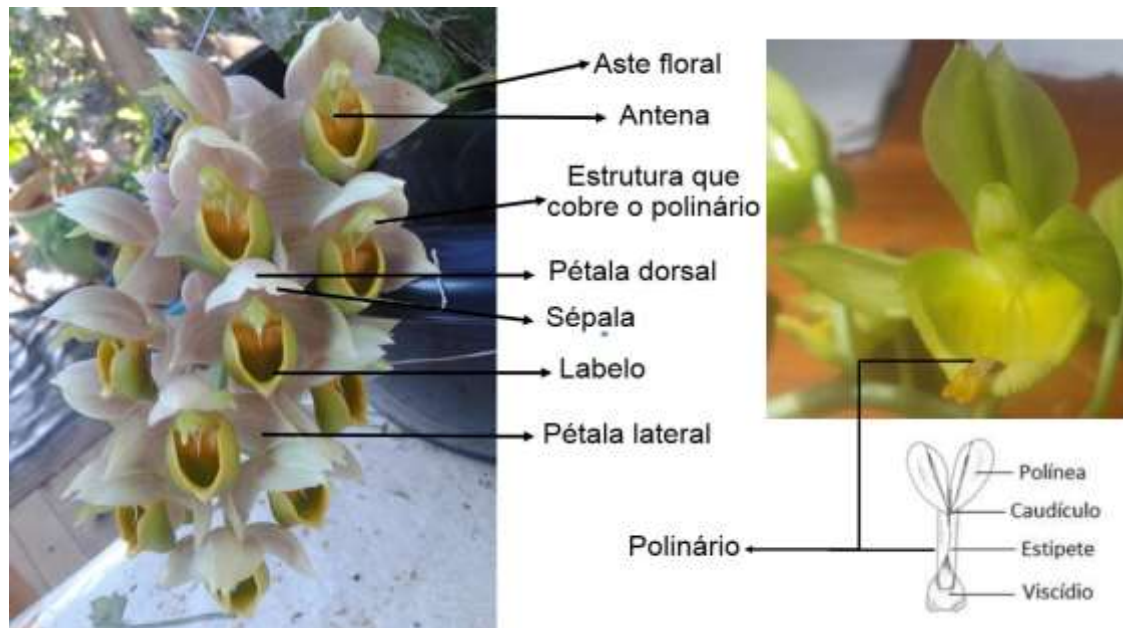 Aste floral
Antena
Estrutura que
cobre o polinário
Pétala dorsal
Sépala
Labelo
Pétala lateral
Polinário
Polínea
Caudículo
Estipete
Viscídio